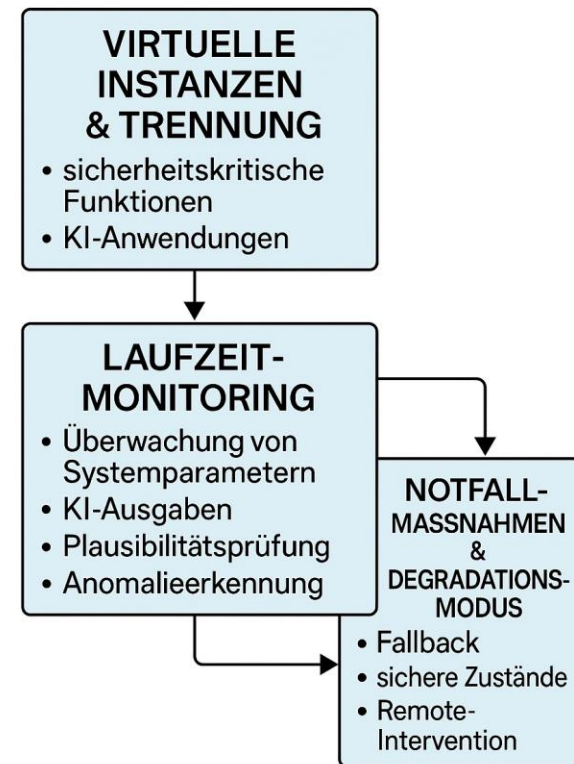 VIRTUELLE
INSTANZEN
& TRENNUNG
• sicherheitskritische
Funktionen
• KI-Anwendungen
LAUFZEIT-
MONITORING
• Überwachung von
Systemparametern
• KI-Ausgaben
• Plausibilitätsprüfung
• Anomalieerkennung
NOTFALL-
MASSNAHMEN
&
DEGRADATIONS-
MODUS
• Fallback
• sichere Zustände
• Remote-
Intervention